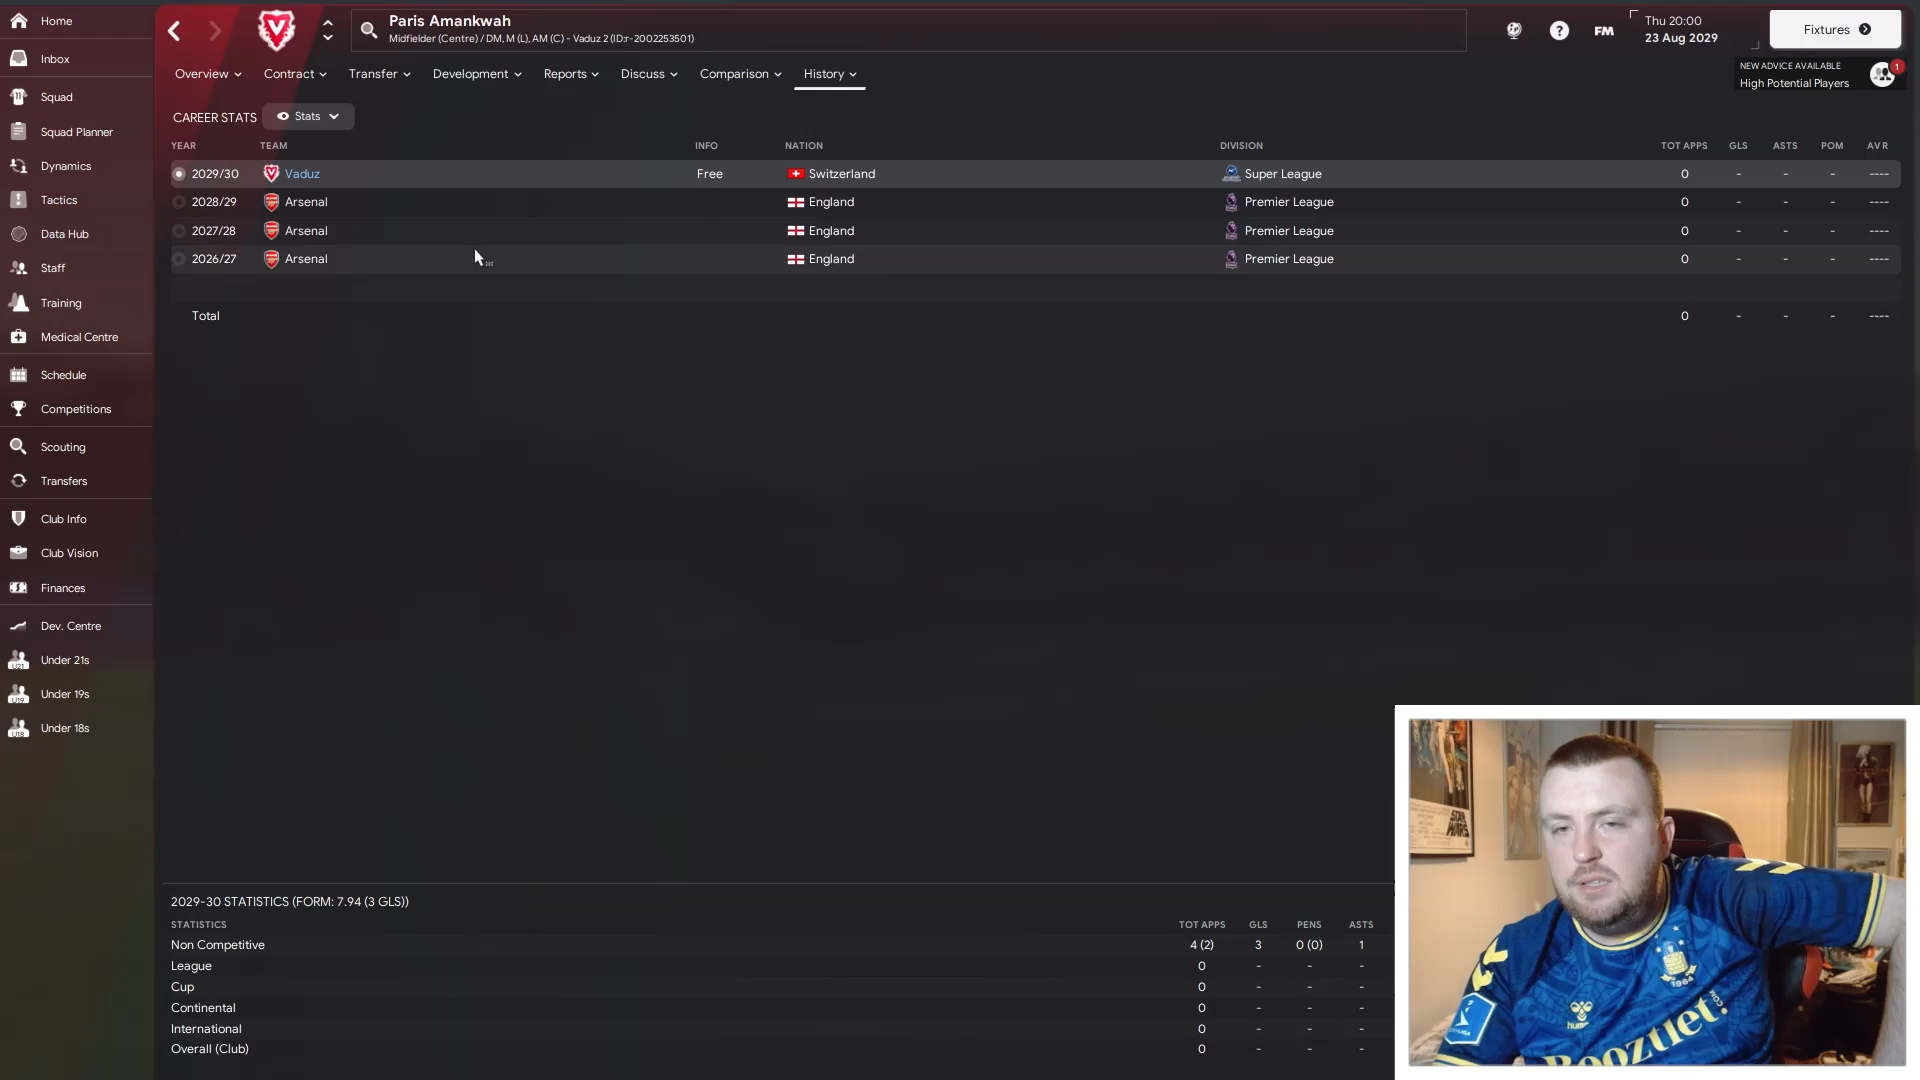 Home
Inbox
Squad
Squad Planner
Dynamics
Tactics
Data Hub
Staff
Training
Medical Centre
Schedule
Competitions
Scouting
Transfers
Club Info
Club Vision
Finances
Dev. Centre
Under 21s
Under 19s
Under 18s
Paris Amankwah
Midfielder (Centre) / DM, M (L), AM (C) - Vaduz 2 (ID:r-2002253501)
FM
Thu 20:00
23 Aug 2029
Fixtures
Overview Contract Transfer Development Reports Discuss Comparison History
NEW ADVICE AVAILABLE
High Potential Players
1
CAREER STATS Stats
YEAR TEAM INFO NATION DIVISION TOT APPS GLS ASTS POM AV R
2029/30 Vaduz Free Switzerland Super League 0 - - - ----
2028/29 Arsenal England Premier League 0 - - - ----
2027/28 Arsenal England Premier League 0 - - - ----
2026/27 Arsenal England Premier League 0 - - - ----
Total 0 - - - ----
2029-30 STATISTICS (FORM: 7.94 (3 GLS))
STATISTICS TOT APPS GLS PENS ASTS
Non Competitive 4 (2) 3 0 (0) 1
League 0 - - -
Cup 0 - - -
Continental 0 - - -
International 0 - - -
Overall (Club) 0 - - -
STAR
WARS
1964
Booztlet.
COM